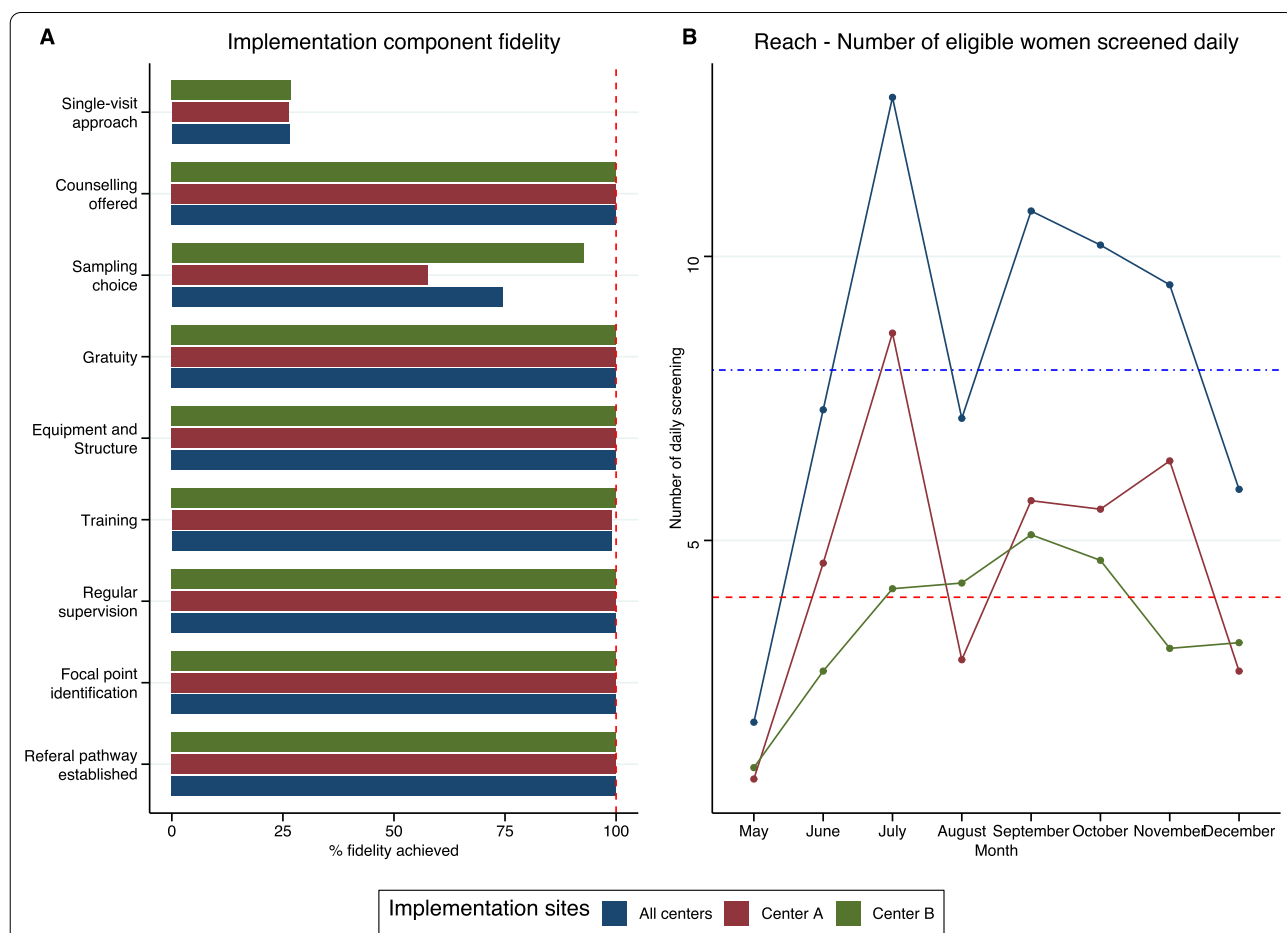 A
Implementation component fidelity
Single-visit
approach
Counselling
offered
Sampling
choice
Gratuity
Equipment and
Structure
Training
Regular
supervision
Focal point
identification
Referal pathway
established
0 25 50 75 100
% fidelity achieved
B
Reach - Number of eligible women screened daily
Number of daily screening
10
5
May June July August September October November December
Month
Implementation sites All centers Center A Center B